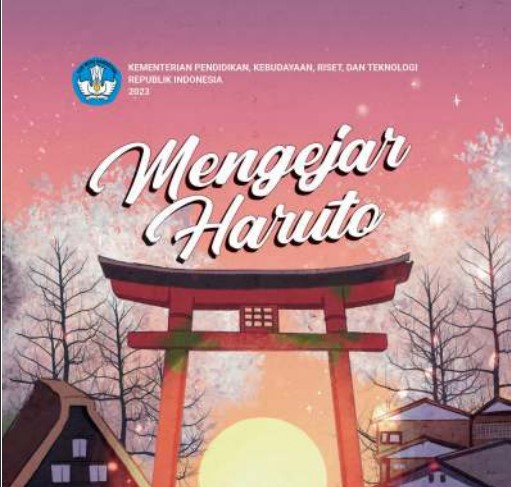 KEMENTERIAN PENDIDIKAN, KEBUDAYAAN, RISET, DAN TEKNOLOGI
REPUBLIK INDONESIA
2023
Mengejar
Haruto